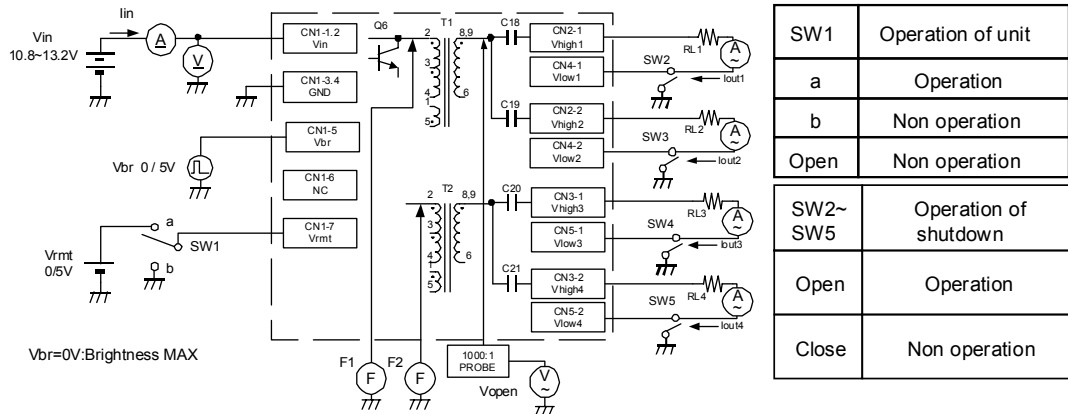 Iin
Vin
10.8~13.2V
A
V
CN1-1.2
Vin
CN1-3.4
GND
CN1-5
Vbr
Vbr 0 / 5V
CN1-6
NC
CN1-7
Vrmt
a
SW1
b
Vrmt
0/5V
Vbr=0V:Brightness MAX
Q6
T1
2
8,9
3
4
6
1
5
T2
2
8,9
3
4
6
1
5
F1
F
F2
F
1000:1
PROBE
Vopen
V
~
C18
CN2-1
Vhigh1
RL1
A
~
CN4-1
Vlow1
SW2
Iout1
C19
CN2-2
Vhigh2
RL2
A
~
CN4-2
Vlow2
SW3
Iout2
C20
CN3-1
Vhigh3
RL3
A
~
CN5-1
Vlow3
SW4
Iout3
C21
CN3-2
Vhigh4
RL4
A
~
CN5-2
Vlow4
SW5
Iout4
SW1 Operation of unit
a Operation
b Non operation
Open Non operation
SW2~ Operation of
SW5 shutdown
Open Operation
Close Non operation